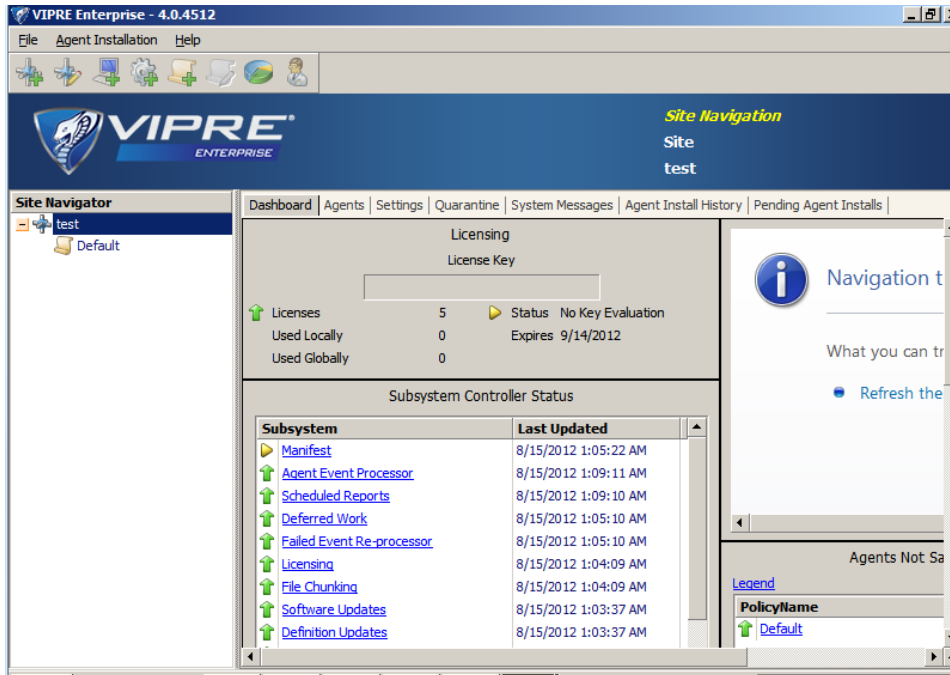 VIPRE Enterprise - 4.0.4512
File Agent Installation Help
VIPRE®
ENTERPRISE
Site Navigation
Site
test
Site Navigator
test
Default
Dashboard Agents Settings Quarantine System Messages Agent Install History Pending Agent Installs
Licensing
License Key
Licenses 5 Status No Key Evaluation
Used Locally 0 Expires 9/14/2012
Used Globally 0
Subsystem Controller Status
Subsystem Last Updated
Manifest 8/15/2012 1:05:22 AM
Agent Event Processor 8/15/2012 1:09:11 AM
Scheduled Reports 8/15/2012 1:09:10 AM
Deferred Work 8/15/2012 1:05:10 AM
Failed Event Re-processor 8/15/2012 1:05:10 AM
Licensing 8/15/2012 1:04:09 AM
File Chunking 8/15/2012 1:04:09 AM
Software Updates 8/15/2012 1:03:37 AM
Definition Updates 8/15/2012 1:03:37 AM
Navigation t
What you can tr
Refresh the
Agents Not Sa
Legend
PolicyName
Default